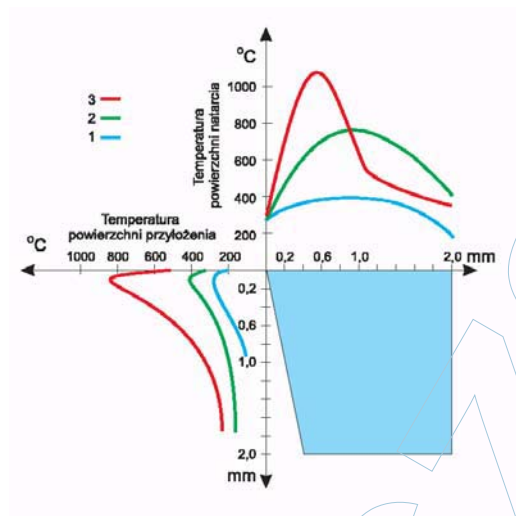 °C
1000
800
600
400
200
Temperatura
powierzchni natarcia
3
2
1
Temperatura
powierzchni przyłożenia
°C
1000 800 600 400 200
0,2 0,6 1,0 2,0 mm
0,2
0,6
1,0
2,0
mm